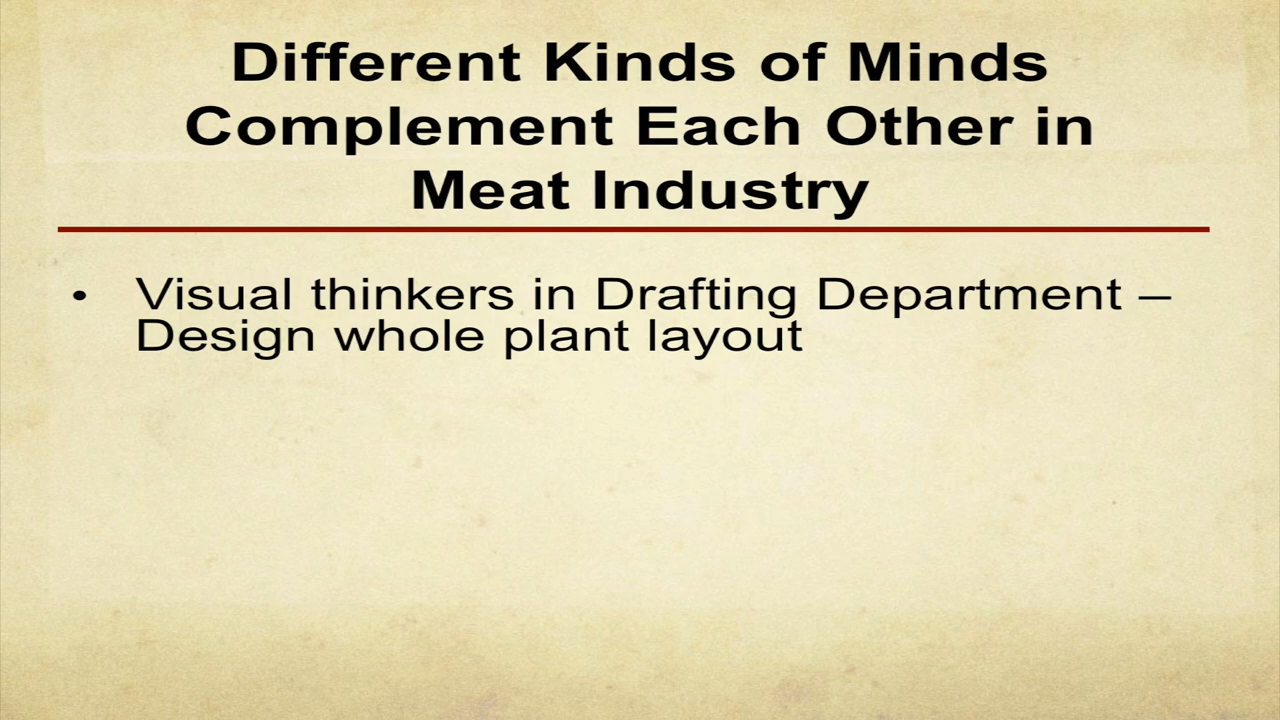 Different Kinds of Minds
Complement Each Other in
Meat Industry
• Visual thinkers in Drafting Department –
Design whole plant layout